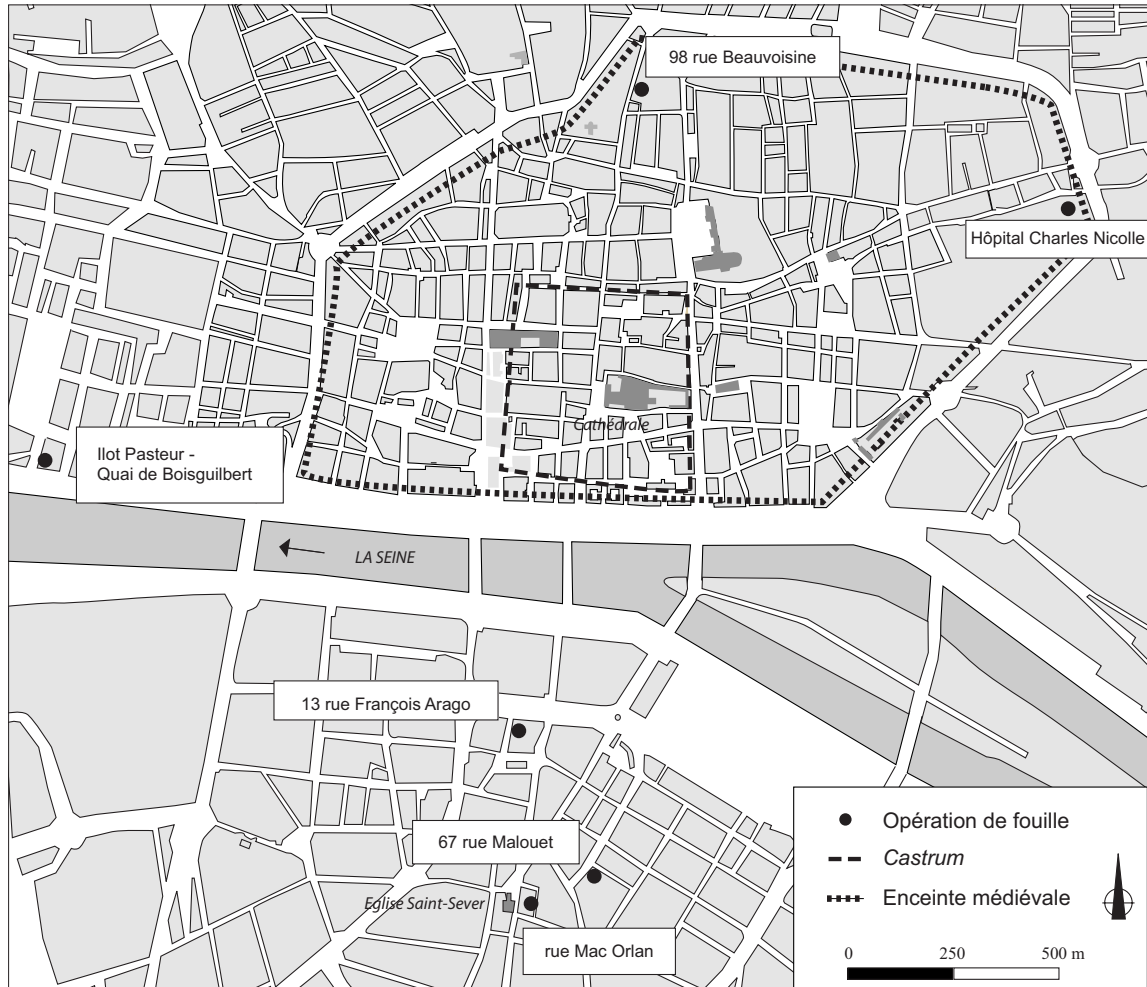 98 rue Beauvoisine
Hôpital Charles Nicolle
Cathédrale
Ilot Pasteur -
Quai de Boisguilbert
LA SEINE
13 rue François Arago
67 rue Malouet
Eglise Saint-Sever
rue Mac Orlan
Opération de fouille
Castrum
Enceinte médiévale
0 250 500 m